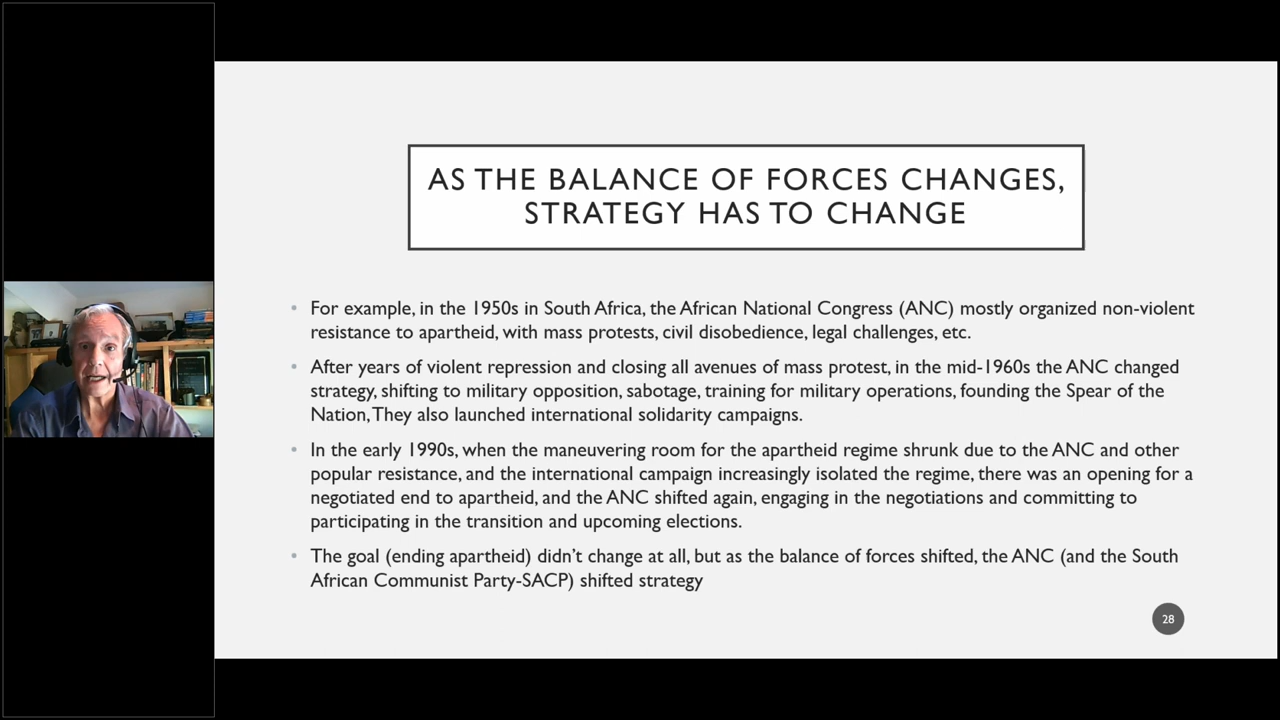 AS THE BALANCE OF FORCES CHANGES,
STRATEGY HAS TO CHANGE
• For example, in the 1950s in South Africa, the African National Congress (ANC) mostly organized non-violent
resistance to apartheid, with mass protests, civil disobedience, legal challenges, etc.
• After years of violent repression and closing all avenues of mass protest, in the mid-1960s the ANC changed
strategy, shifting to military opposition, sabotage, training for military operations, founding the Spear of the
Nation, They also launched international solidarity campaigns.
• In the early 1990s, when the maneuvering room for the apartheid regime shrunk due to the ANC and other
popular resistance, and the international campaign increasingly isolated the regime, there was an opening for a
negotiated end to apartheid, and the ANC shifted again, engaging in the negotiations and committing to
participating in the transition and upcoming elections.
• The goal (ending apartheid) didn't change at all, but as the balance of forces shifted, the ANC (and the South
African Communist Party-SACP) shifted strategy
28